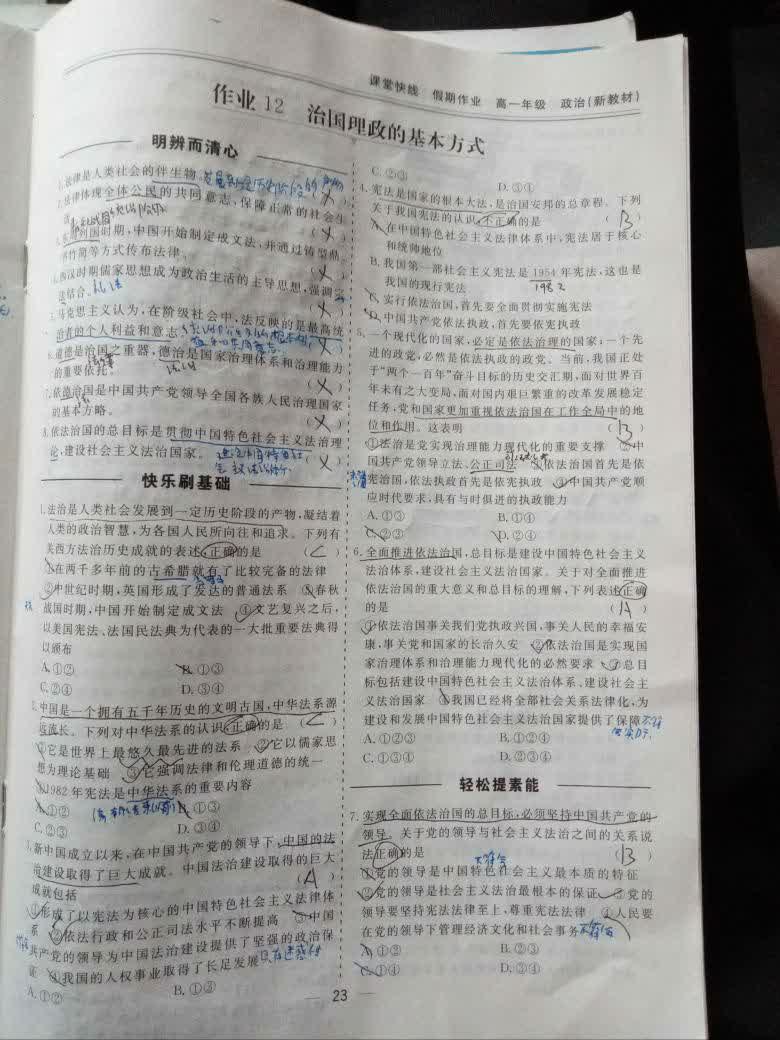 课堂快线 假期作业 高一年级 政治(新教材)
作业12 治国理政的基本方式
明辨而清心
1.法律是人类社会的伴生物。
2.法律体现全体公民的共同意志,保障正常的社会生
活。
国时期,中国开始制定成文法,并通过铸型鼎、
书竹简等方式传布法律。
4.西汉时期儒家思想成为政治生活的主导思想,强调
法结合。礼法
5.马克思主义认为,在阶级社会中,法反映的是最高统
治者的个人利益和意志
6.道德是治国之重器,德治是国家治理体系和治理能力
的重要依托。
7.依德治国是中国共产党领导全国各族人民治理国家
的基本方略。 (X)
8.依法治国的总目标是贯彻中国特色社会主义法治理
论,建设社会主义法治国家。 (X)
快乐刷基础
1.法治是人类社会发展到一定历史阶段的产物,凝结着
人类的政治智慧,为各国人民所向往和追求。下列有
关西方法治历史成就的表述,正确的是 (C)
①在两千多年前的古希腊就有了比较完备的法律
②中世纪时期,英国形成了发达的普通法系 ③春秋
战国时期,中国开始制定成文法 ④文艺复兴之后,
以美国宪法、法国民法典为代表的一大批重要法典得
以颁布
A.①② B.①③
C.②④ D.③④
2.中国是一个拥有五千年历史的文明古国,中华法系源
远流长。下列对中华法系的认识,正确的是 (C)
①它是世界上最悠久最先进的法系 ②它以儒家思
想为理论基础 ③它强调法律和伦理道德的统一
④1982年宪法是中华法系的重要内容
A.①② B.①③
C.②③ D.③④
3.新中国成立以来,在中国共产党的领导下,中国的法
治建设取得了巨大成就。中国法治建设取得的巨大
成就包括 (A)
①形成了以宪法为核心的中国特色社会主义法律体
系 ②依法行政和公正司法水平不断提高 ③中国
共产党的领导为中国法治建设提供了坚强的政治保
证 ④我国的人权事业取得了长足发展
A.①② B.①③
C.②③ D.③④
4.宪法是国家的根本大法,是治国安邦的总章程。下列
关于我国宪法的认识,不正确的是 (B)
A.在中国特色社会主义法律体系中,宪法居于核心
和统帅地位
B.我国第一部社会主义宪法是1954年宪法,这也是
我国的现行宪法 1982
C.实行依法治国,首先要全面贯彻实施宪法
D.中国共产党依法执政,首先要依宪执政
5.一个现代化的国家,必定是依法治理的国家;一个先
进的政党,必然是依法执政的政党。当前,我国正处
于“两个一百年”奋斗目标的历史交汇期,面对世界百
年未有之大变局,面对国内艰巨繁重的改革发展稳定
任务,党和国家更加重视依法治国在工作全局中的地
位和作用。这表明 (B)
①法治是党实现治理能力现代化的重要支撑 ②中
国共产党领导立法、公正司法 ③依法治国首先是依
宪治国,依法执政首先是依宪执政 ④中国共产党顺
应时代要求,具有与时俱进的执政能力
A.①③ B.①④
C.②③ D.②④
6.全面推进依法治国,总目标是建设中国特色社会主义
法治体系,建设社会主义法治国家。关于对全面推进
依法治国的重大意义和总目标的理解,下列表述正确
的是 (A)
①依法治国事关我们党执政兴国,事关人民的幸福安
康,事关党和国家的长治久安 ②依法治国是实现国
家治理体系和治理能力现代化的必然要求 ③总目
标包括建设中国特色社会主义法治体系、建设社会主
义法治国家 ④我国已经将全部社会关系法律化,为
建设和发展中国特色社会主义法治国家提供了保障
A.①②③ B.①②④
C.①③④ D.②③④
轻松提素能
7.实现全面依法治国的总目标,必须坚持中国共产党的
领导。关于党的领导与社会主义法治之间的关系说
法正确的是 (B)
①党的领导是中国特色社会主义最本质的特征
②党的领导是社会主义法治最根本的保证 ③党的
领导要坚持宪法法律至上,尊重宪法法律 ④人民要
在党的领导下管理经济文化和社会事务
A.①② B.②③
C.①④ D.③④
23